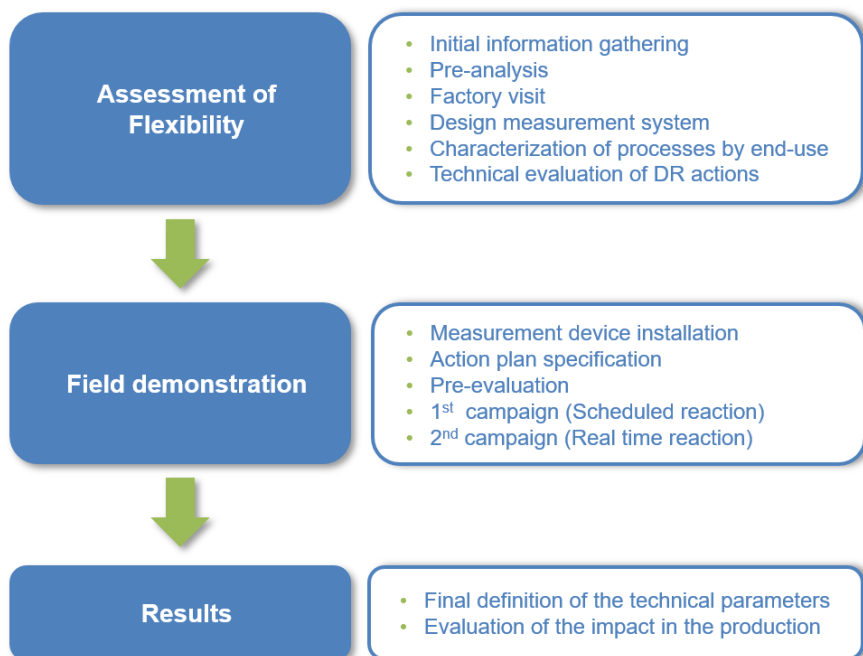 Assessment of
Flexibility
• Initial information gathering
• Pre-analysis
• Factory visit
• Design measurement system
• Characterization of processes by end-use
• Technical evaluation of DR actions
Field demonstration
• Measurement device installation
• Action plan specification
• Pre-evaluation
• 1st campaign (Scheduled reaction)
• 2nd campaign (Real time reaction)
Results
• Final definition of the technical parameters
• Evaluation of the impact in the production